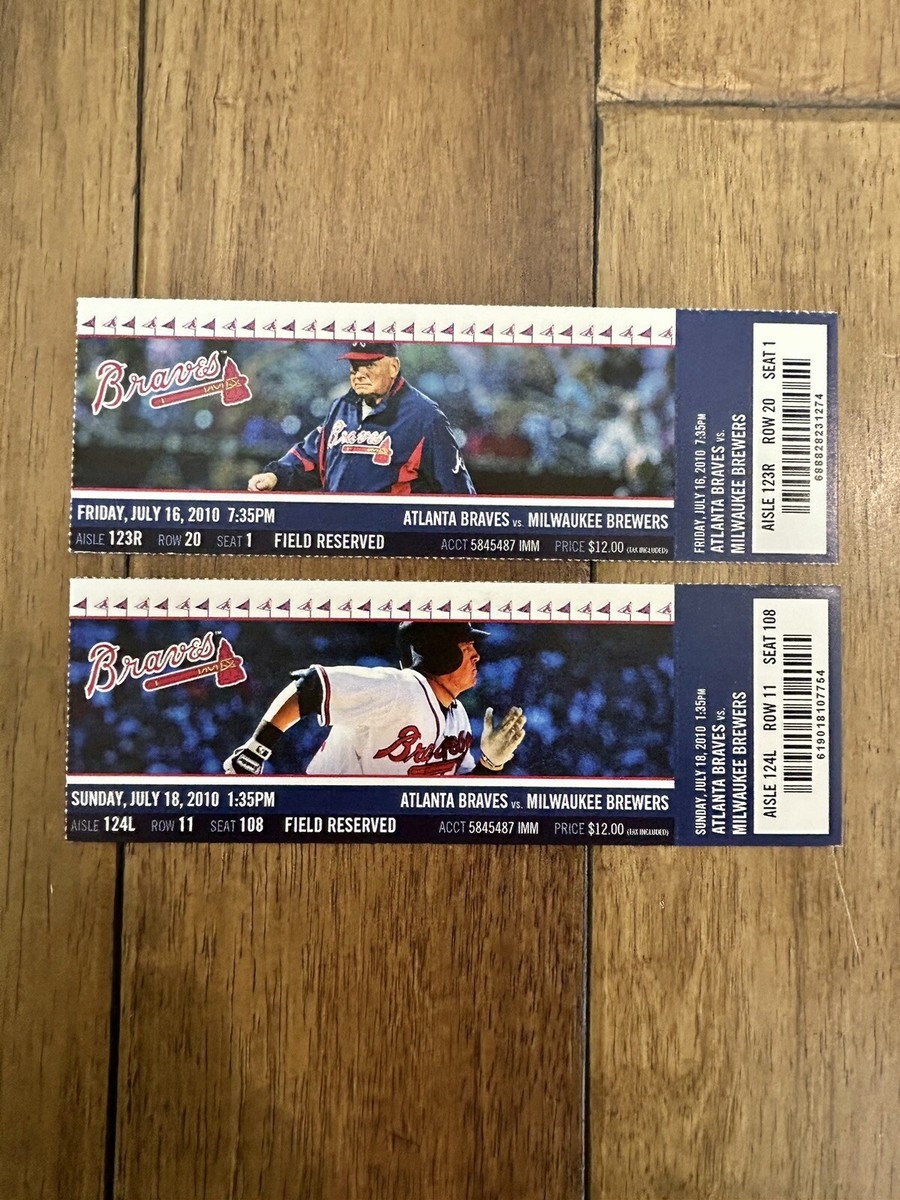 Braves™
Braves
FRIDAY, JULY 16, 2010 7:35PM ATLANTA BRAVES vs. MILWAUKEE BREWERS
AISLE 123R ROW 20 SEAT 1 FIELD RESERVED ACCT 5845487 IMM PRICE $12.00 (TAX INCLUDED)
FRIDAY, JULY 16, 2010 7:35PM
ATLANTA BRAVES vs.
MILWAUKEE BREWERS
AISLE 123R ROW 20 SEAT 1
688828231274
Braves™
Braves
SUNDAY, JULY 18, 2010 1:35PM ATLANTA BRAVES vs. MILWAUKEE BREWERS
AISLE 124L ROW 11 SEAT 108 FIELD RESERVED ACCT 5845487 IMM PRICE $12.00 (TAX INCLUDED)
SUNDAY, JULY 18, 2010 1:35PM
ATLANTA BRAVES vs.
MILWAUKEE BREWERS
AISLE 124L ROW 11 SEAT 108
619018107754